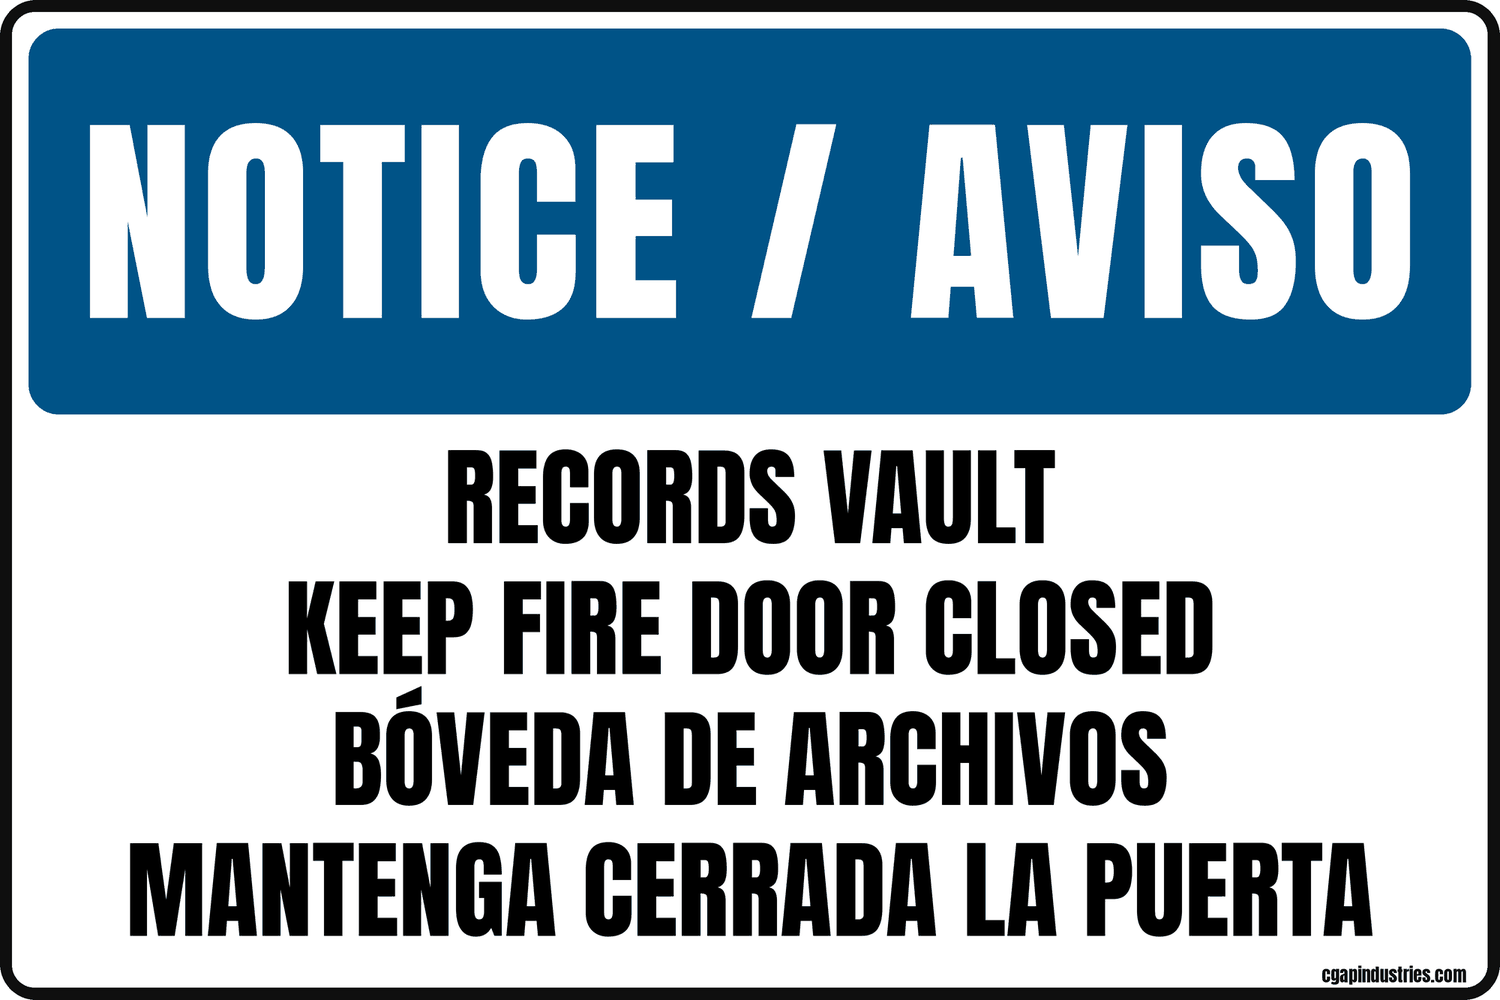 NOTICE / AVISO
RECORDS VAULT
KEEP FIRE DOOR CLOSED
BÓVEDA DE ARCHIVOS
MANTENGA CERRADA LA PUERTA
cgapindustries.com